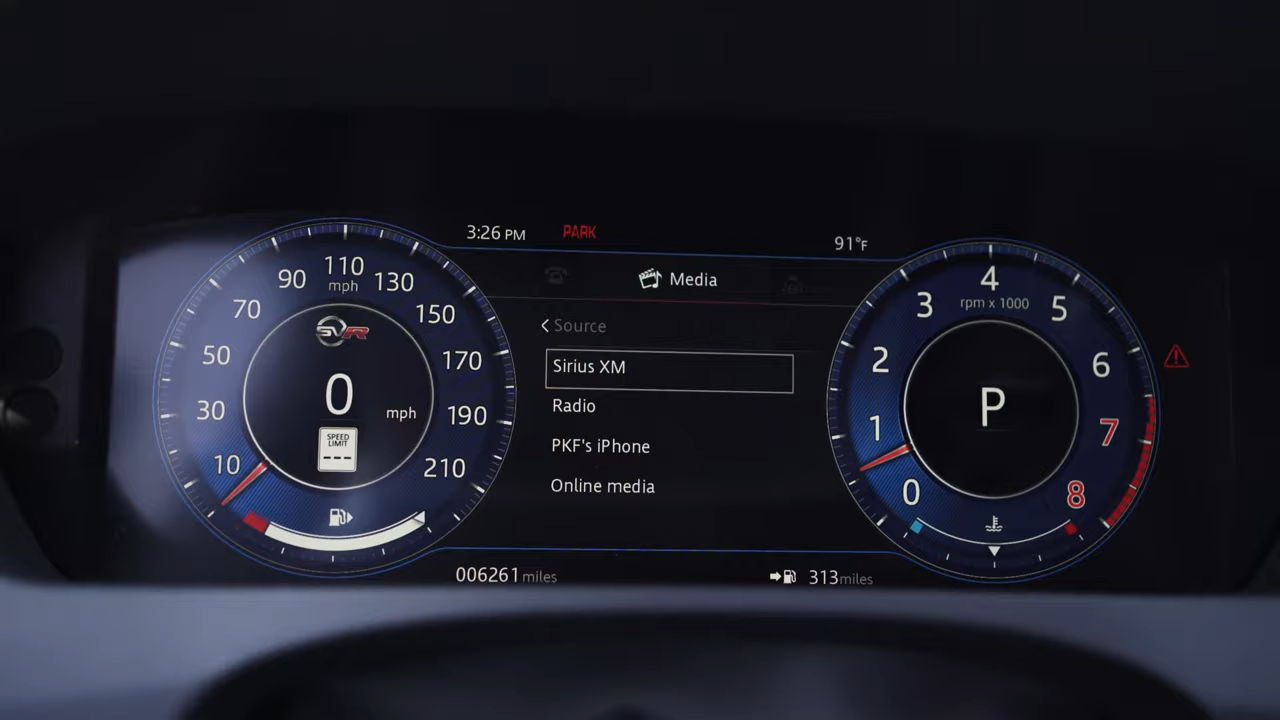 3:26 PM
PARK
91°F
Media
Source
Sirius XM
Radio
PKF's iPhone
Online media
110
mph
90
130
70
150
50
170
30
190
10
210
SVR
0
mph
SPEED
LIMIT
---
4
rpm x 1000
3
5
2
6
1
7
0
8
P
006261 miles
313 miles